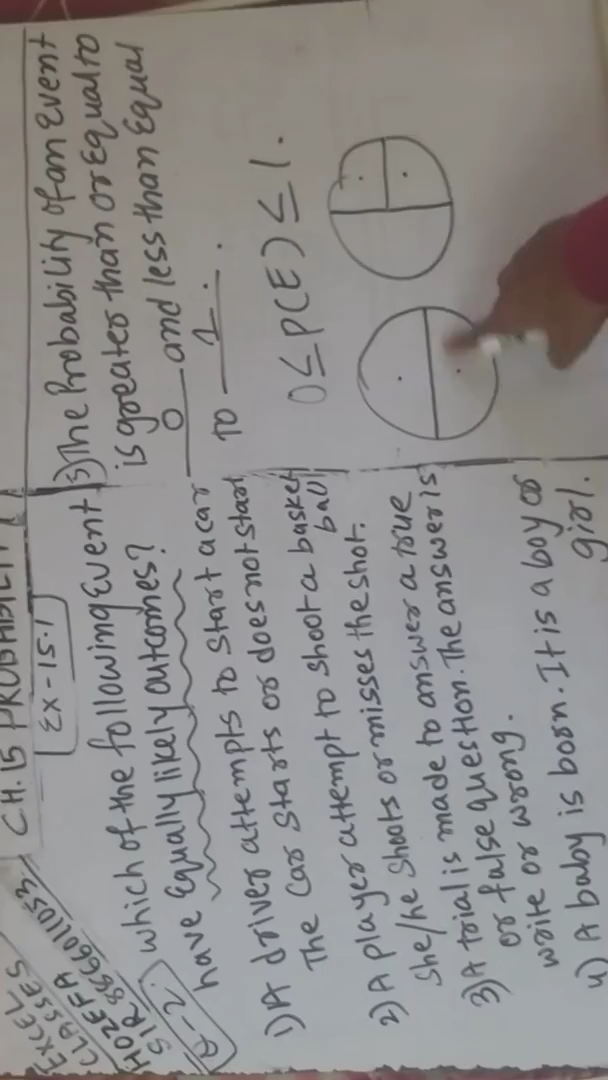 EXCEL
CLASSES
HOZEFA
SIR
CH. 15 PROBABILITY
EX-15.1
Q-2. which of the following Event
have Equally likely outcomes?
1) A driver attempts to start a car
The car starts or does not start
2) A player attempt to shoot a basket
ball
She/he shoots or misses the shot.
3) A trial is made to answer a true
or false question. The answer is
write or wrong.
4) A baby is born. It is a boy or
girl.
3) The Probability of an Event
is greater than or Equal to
0 and less than Equal
To 1.
0 ≤ P(E) ≤ 1.